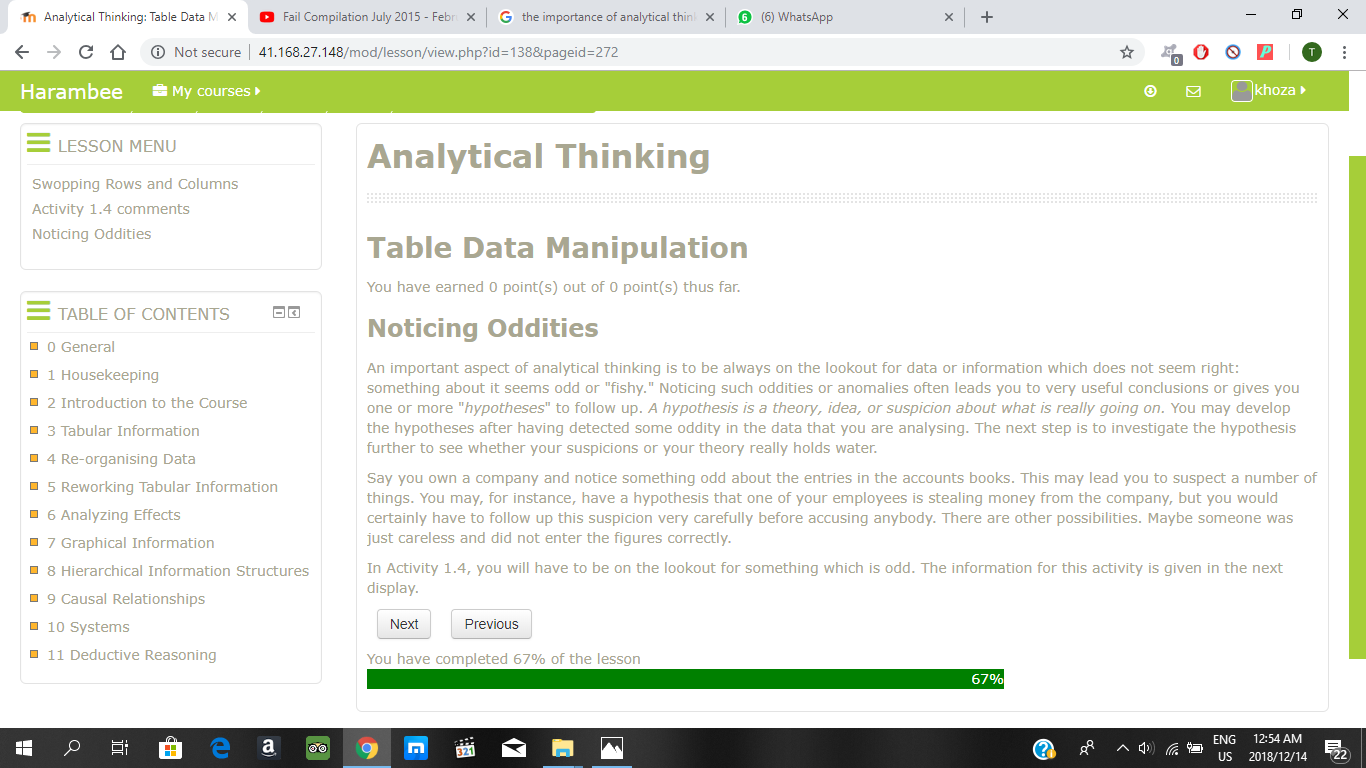 Analytical Thinking: Table Data M
Fail Compilation July 2015 - Febr
the importance of analytical think
6
(6) WhatsApp
Not secure
41.168.27.148/mod/lesson/view.php?id=138&pageid=272
0
P
T
Harambee
My courses
khoza
LESSON MENU
Swopping Rows and Columns
Activity 1.4 comments
Noticing Oddities
TABLE OF CONTENTS
0 General
1 Housekeeping
2 Introduction to the Course
3 Tabular Information
4 Re-organising Data
5 Reworking Tabular Information
6 Analyzing Effects
7 Graphical Information
8 Hierarchical Information Structures
9 Causal Relationships
10 Systems
11 Deductive Reasoning
Analytical Thinking
Table Data Manipulation
You have earned 0 point(s) out of 0 point(s) thus far.
Noticing Oddities
An important aspect of analytical thinking is to be always on the lookout for data or information which does not seem right:
something about it seems odd or "fishy." Noticing such oddities or anomalies often leads you to very useful conclusions or gives you
one or more "hypotheses" to follow up. A hypothesis is a theory, idea, or suspicion about what is really going on. You may develop
the hypotheses after having detected some oddity in the data that you are analysing. The next step is to investigate the hypothesis
further to see whether your suspicions or your theory really holds water.
Say you own a company and notice something odd about the entries in the accounts books. This may lead you to suspect a number of
things. You may, for instance, have a hypothesis that one of your employees is stealing money from the company, but you would
certainly have to follow up this suspicion very carefully before accusing anybody. There are other possibilities. Maybe someone was
just careless and did not enter the figures correctly.
In Activity 1.4, you will have to be on the lookout for something which is odd. The information for this activity is given in the next
display.
Next
Previous
You have completed 67% of the lesson
67%
321
ENG
US
12:54 AM
2018/12/14
22